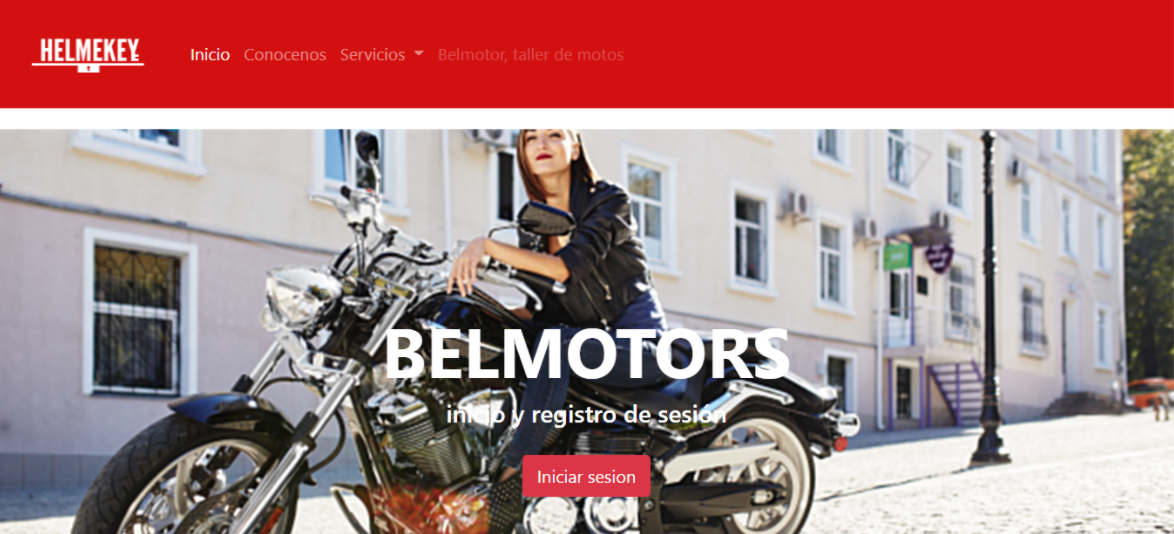 HELMEKEY
Inicio Conocenos Servicios Belmotor, taller de motos
BELMOTORS
inicio y registro de sesión
Iniciar sesion